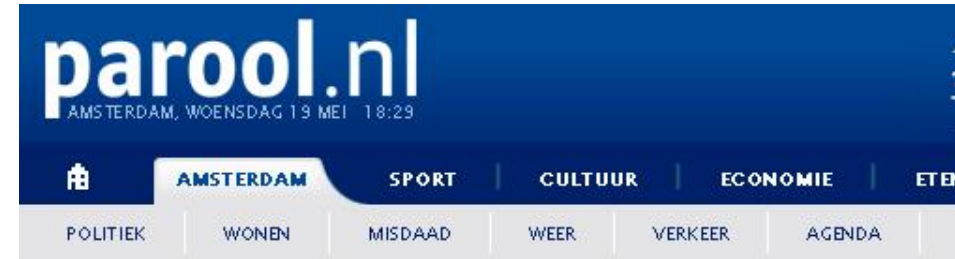 parool.nl
AMSTERDAM, WOENSDAG 19 MEI 18:29
AMSTERDAM SPORT CULTUUR ECONOMIE
POLITIEK WONEN MISDAAD WEER VERKEER AGENDA